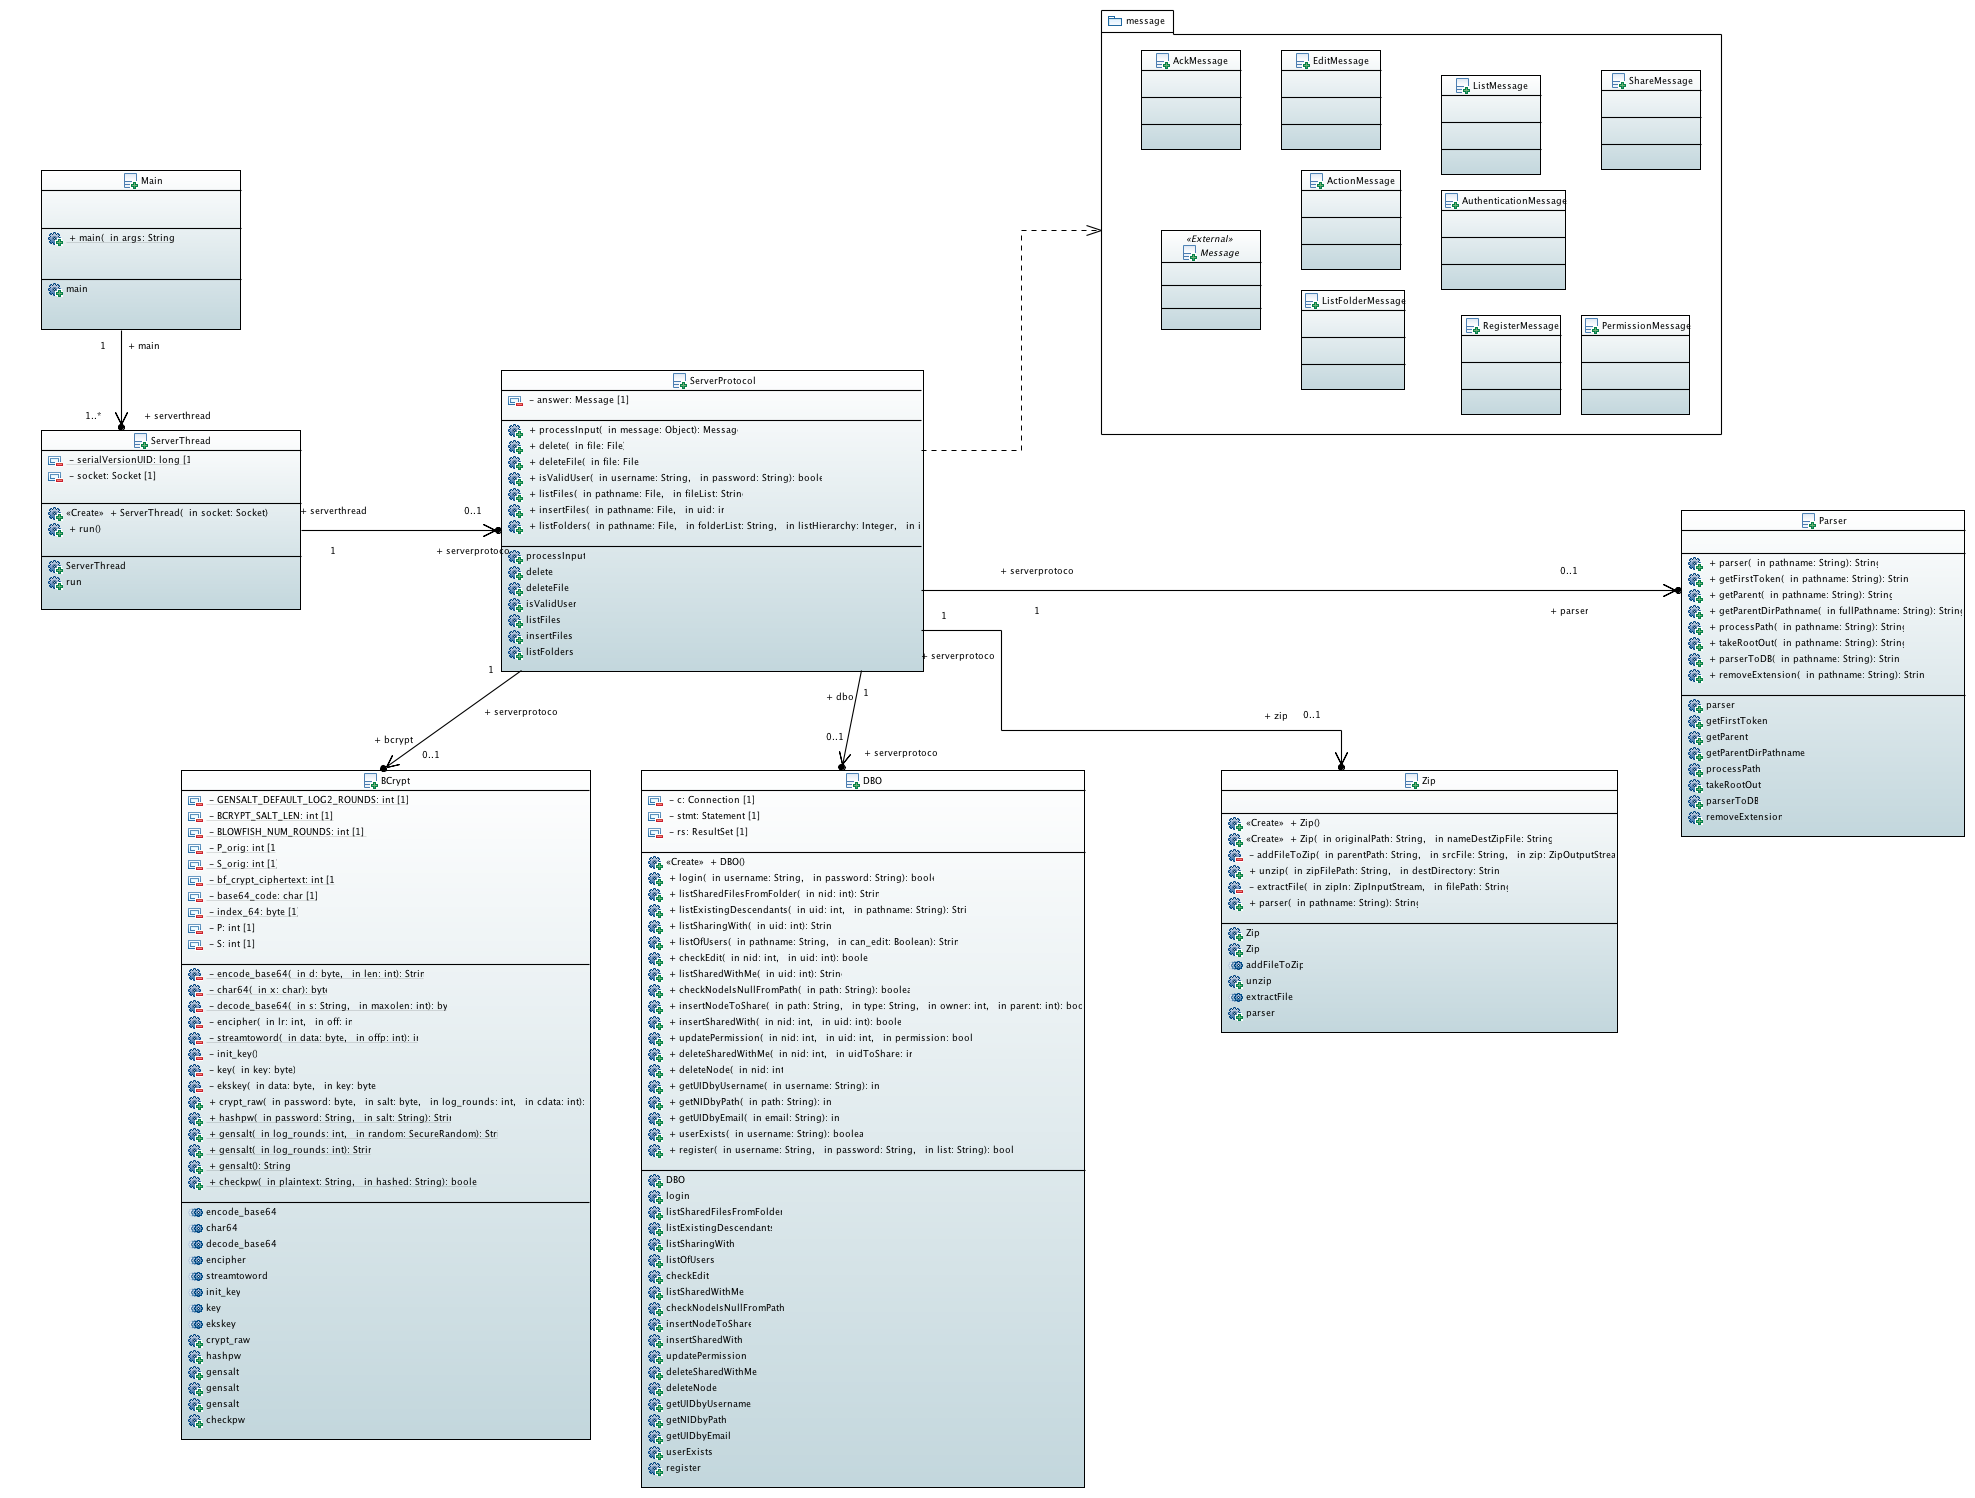 message
AckMessage
EditMessage
ListMessage
ShareMessage
ActionMessage
AuthenticationMessage
«External»
Message
ListFolderMessage
RegisterMessage
PermissionMessage
Main
+ main( in args: String
main
1
+ main
1..*
+ serverthread
ServerThread
- serialVersionUID: long [1
- socket: Socket [1]
«Create» + ServerThread( in socket: Socket)
+ run()
ServerThread
run
+ serverthread
0..1
1
+ serverprotoco
ServerProtocol
- answer: Message [1]
+ processInput( in message: Object): Messag
+ delete( in file: File
+ deleteFile( in file: File
+ isValidUser( in username: String, in password: String): boole
+ listFiles( in pathname: File, in fileList: Strin
+ insertFiles( in pathname: File, in uid: ir
+ listFolders( in pathname: File, in folderList: String, in listHierarchy: Integer, in i
processInput
delete
deleteFile
isValidUser
listFiles
insertFiles
listFolders
+ serverprotoco
0..1
1
+ parser
Parser
+ parser( in pathname: String): String
+ getFirstToken( in pathname: String): Strin
+ getParent( in pathname: String): String
+ getParentDirPathname( in fullPathname: String): String
+ processPath( in pathname: String): String
+ takeRootOut( in pathname: String): String
+ parserToDB( in pathname: String): Strin
+ removeExtension( in pathname: String): Strin
parser
getFirstToken
getParent
getParentDirPathname
processPath
takeRootOut
parserToDB
removeExtension
1
+ serverprotoco
+ zip
0..1
1
+ serverprotoco
+ bcrypt
0..1
+ dbo
1
0..1
+ serverprotoco
BCrypt
- GENSALT_DEFAULT_LOG2_ROUNDS: int [1]
- BCRYPT_SALT_LEN: int [1]
- BLOWFISH_NUM_ROUNDS: int [1]
- P_orig: int [1
- S_orig: int [1
- bf_crypt_ciphertext: int [1
- base64_code: char [1]
- index_64: byte [1]
- P: int [1]
- S: int [1]
- encode_base64( in d: byte, in len: int): Strin
- char64( in x: char): byte
- decode_base64( in s: String, in maxolen: int): by
- encipher( in lr: int, in off: in
- streamtoword( in data: byte, in offp: int): in
- init_key()
- key( in key: byte)
- ekskey( in data: byte, in key: byte
+ crypt_raw( in password: byte, in salt: byte, in log_rounds: int, in cdata: int):
+ hashpw( in password: String, in salt: String): Strin
+ gensalt( in log_rounds: int, in random: SecureRandom): Str
+ gensalt( in log_rounds: int): Strin
+ gensalt(): String
+ checkpw( in plaintext: String, in hashed: String): boole
encode_base64
char64
decode_base64
encipher
streamtoword
init_key
key
ekskey
crypt_raw
hashpw
gensalt
gensalt
gensalt
checkpw
DBO
- c: Connection [1]
- stmt: Statement [1]
- rs: ResultSet [1]
«Create» + DBO()
+ login( in username: String, in password: String): boole
+ listSharedFilesFromFolder( in nid: int): Strin
+ listExistingDescendants( in uid: int, in pathname: String): Stri
+ listSharingWith( in uid: int): Strin
+ listOfUsers( in pathname: String, in can_edit: Boolean): Strin
+ checkEdit( in nid: int, in uid: int): boole
+ listSharedWithMe( in uid: int): String
+ checkNodeIsNullFromPath( in path: String): boolea
+ insertNodeToShare( in path: String, in type: String, in owner: int, in parent: int): boo
+ insertSharedWith( in nid: int, in uid: int): boole
+ updatePermission( in nid: int, in uid: int, in permission: bool
+ deleteSharedWithMe( in nid: int, in uidToShare: ir
+ deleteNode( in nid: int
+ getUIDbyUsername( in username: String): in
+ getNIDbyPath( in path: String): in
+ getUIDbyEmail( in email: String): in
+ userExists( in username: String): boolea
+ register( in username: String, in password: String, in list: String): bool
DBO
login
listSharedFilesFromFolder
listExistingDescendants
listSharingWith
listOfUsers
checkEdit
listSharedWithMe
checkNodeIsNullFromPath
insertNodeToShare
insertSharedWith
updatePermission
deleteSharedWithMe
deleteNode
getUIDbyUsername
getNIDbyPath
getUIDbyEmail
userExists
register
Zip
«Create» + Zip()
«Create» + Zip( in originalPath: String, in nameDestZipFile: String
- addFileToZip( in parentPath: String, in srcFile: String, in zip: ZipOutputStrea
+ unzip( in zipFilePath: String, in destDirectory: Strin
- extractFile( in zipIn: ZipInputStream, in filePath: String
+ parser( in pathname: String): String
Zip
Zip
addFileToZip
unzip
extractFile
parser